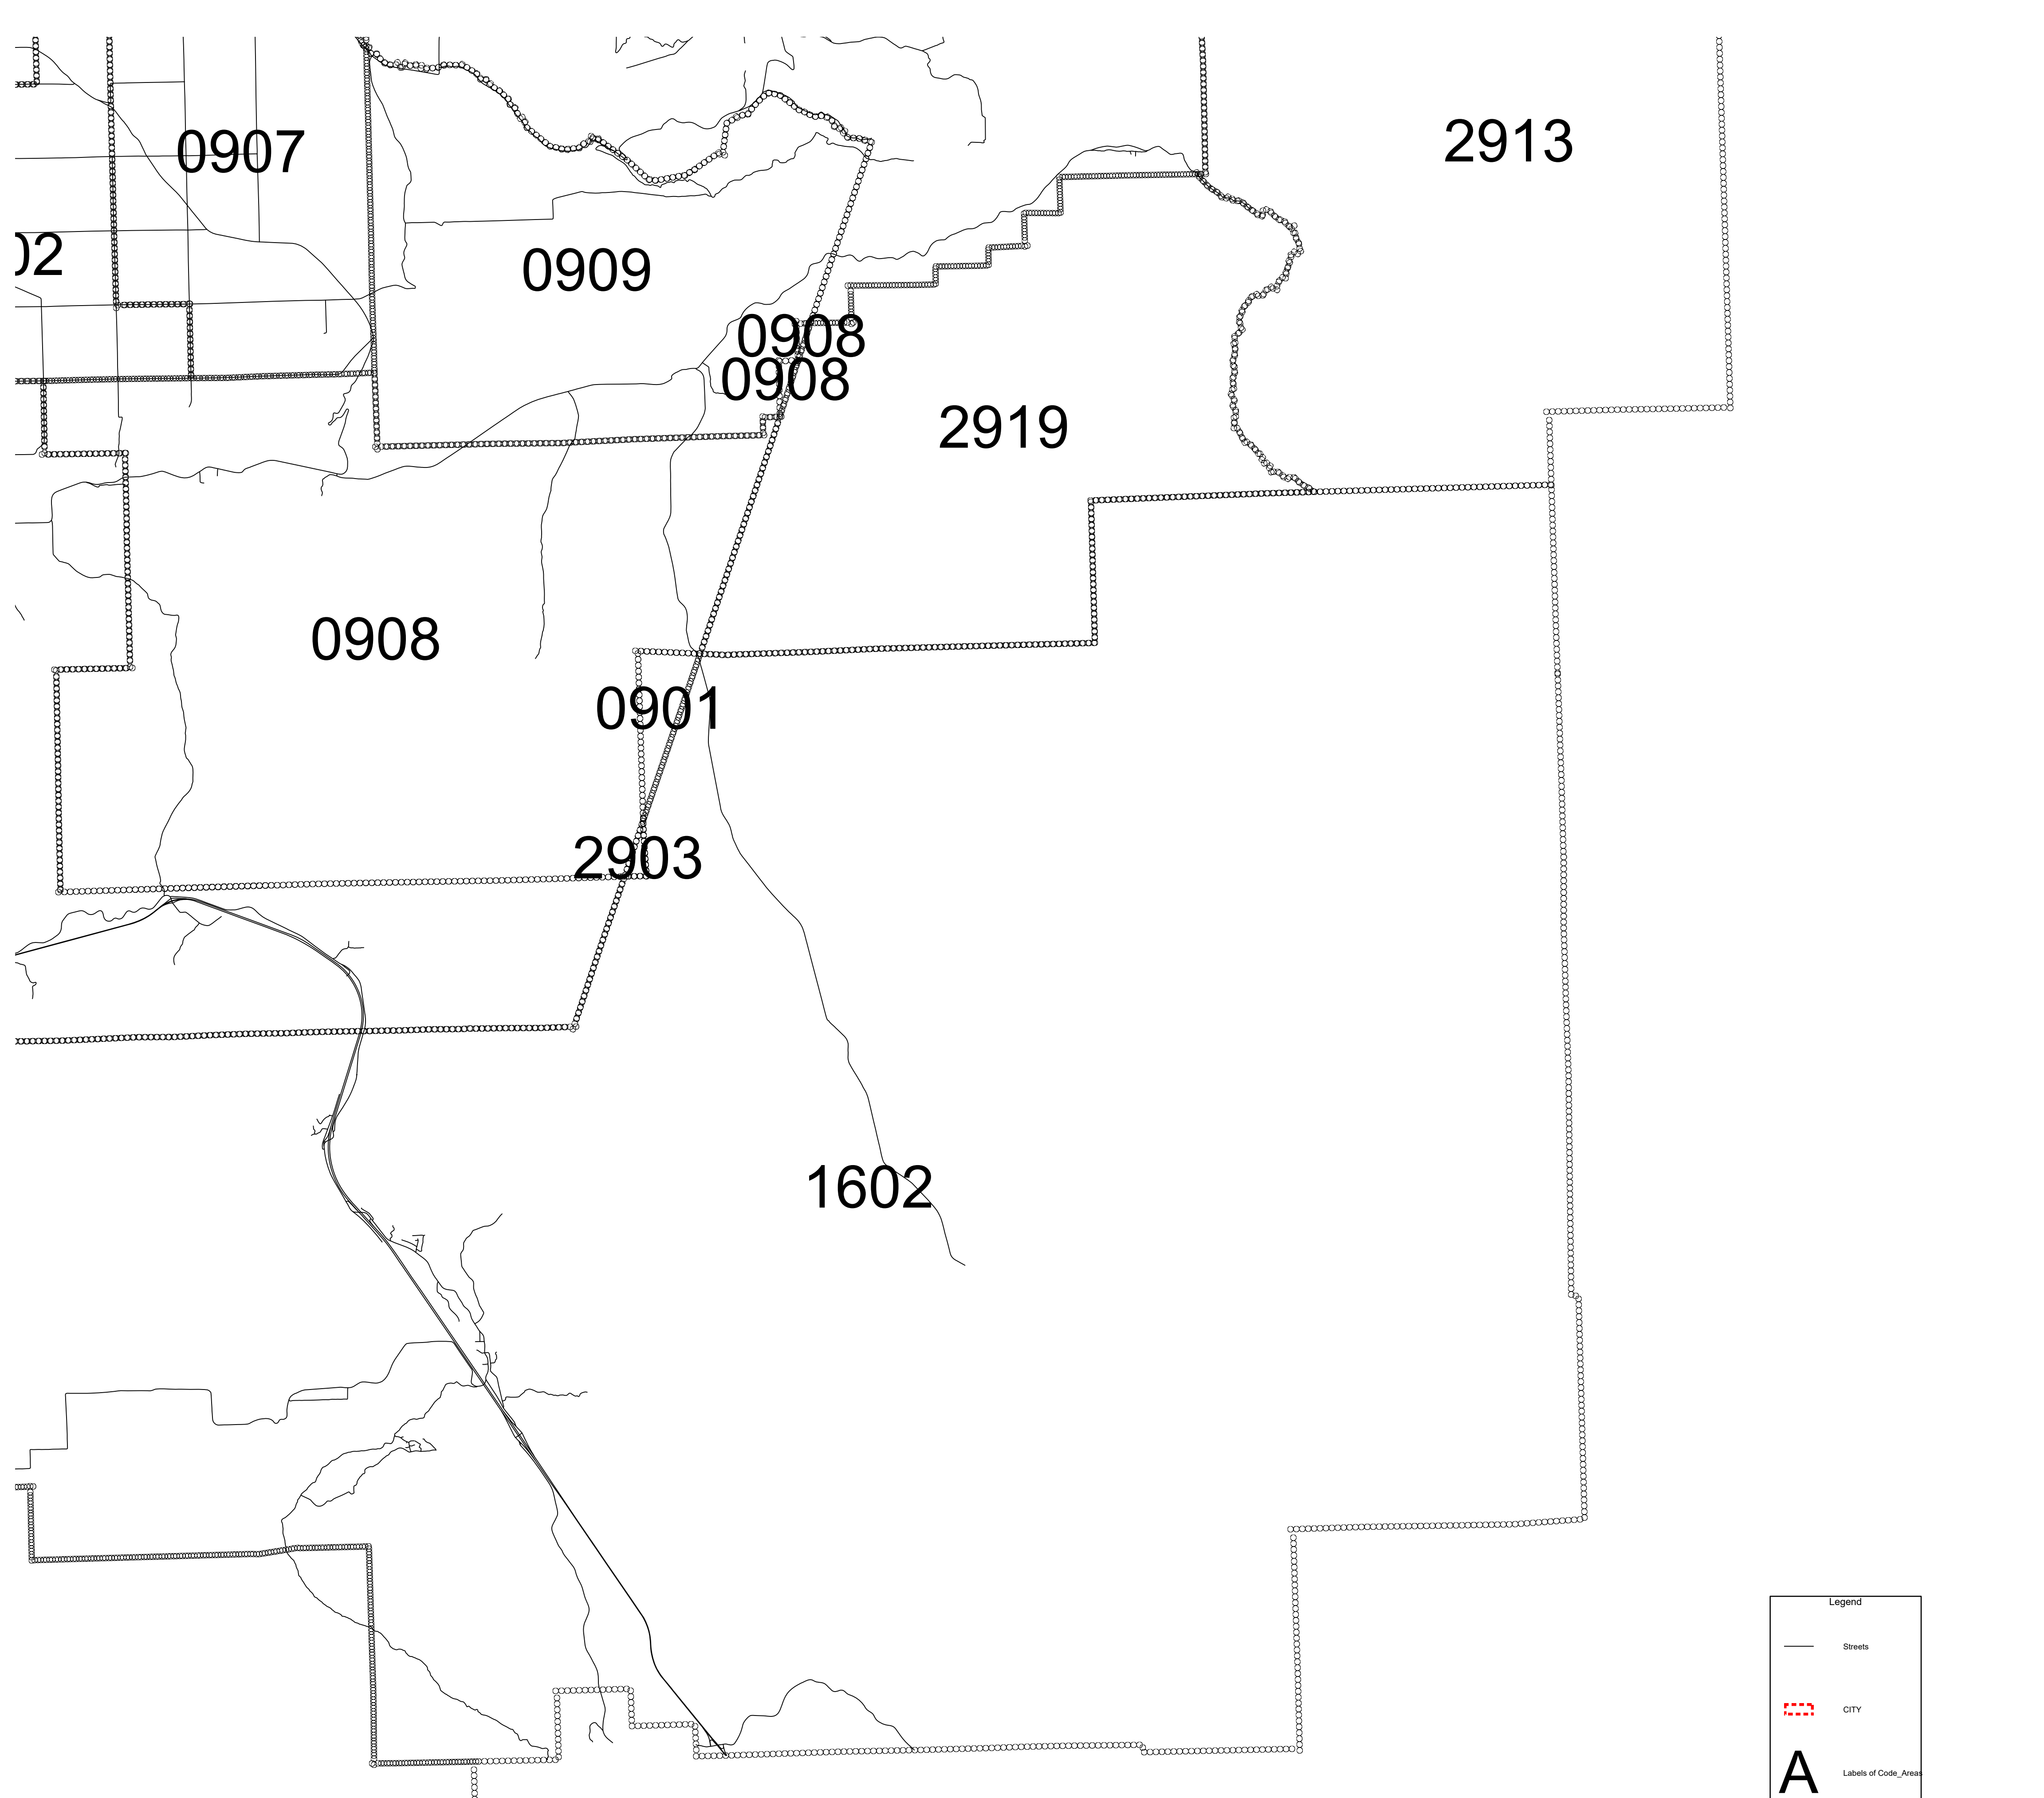 2913
0907
02
0909
0908
0908
2919
0908
0901
2903
1602
Legend
Streets
CITY
A
Labels of Code_Areas